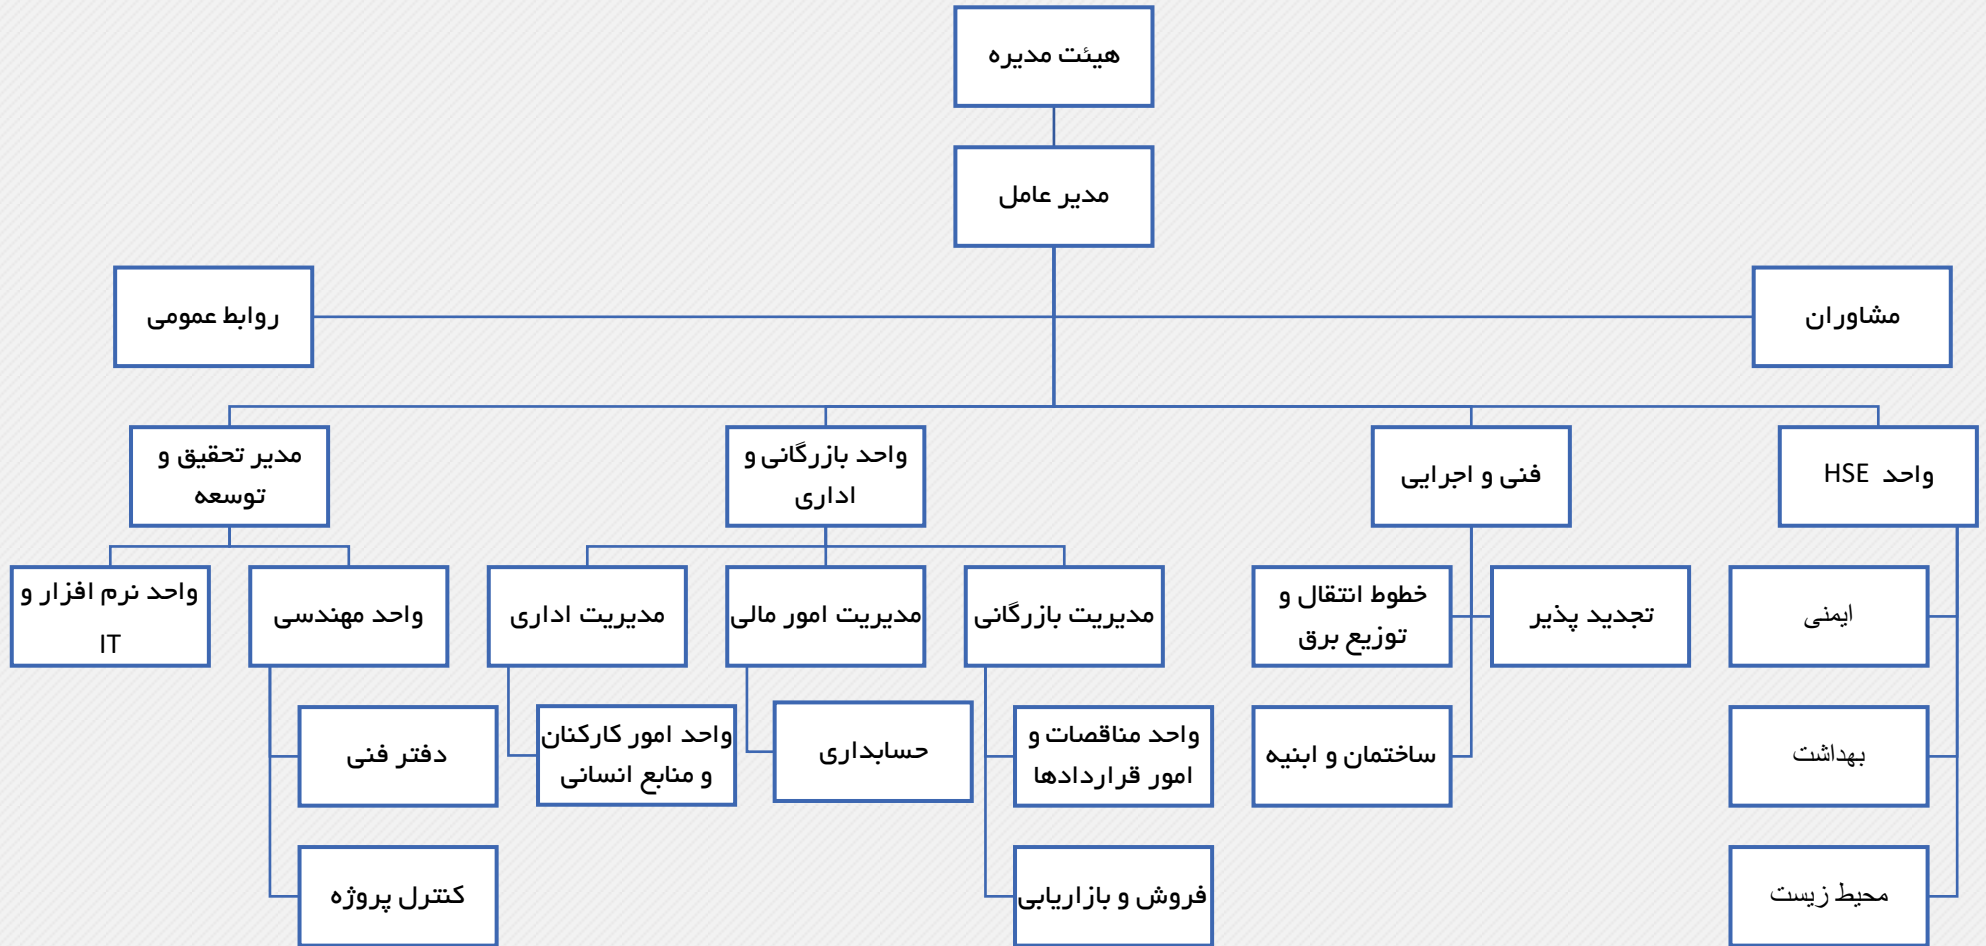 هیئت مدیره
مدیر عامل
مشاوران
روابط عمومی
واحد HSE
فنی و اجرایی
واحد بازرگانی و
اداری
مدیر تحقیق و
توسعه
ایمنی
تجدید پذیر
خطوط انتقال و
توزیع برق
مدیریت بازرگانی
مدیریت امور مالی
مدیریت اداری
واحد مهندسی
واحد نرم افزار و
IT
بهداشت
ساختمان و ابنیه
واحد مناقصات و
امور قراردادها
حسابداری
واحد امور کارکنان
و منابع انسانی
دفتر فنی
محیط زیست
فروش و بازاریابی
کنترل پروژه